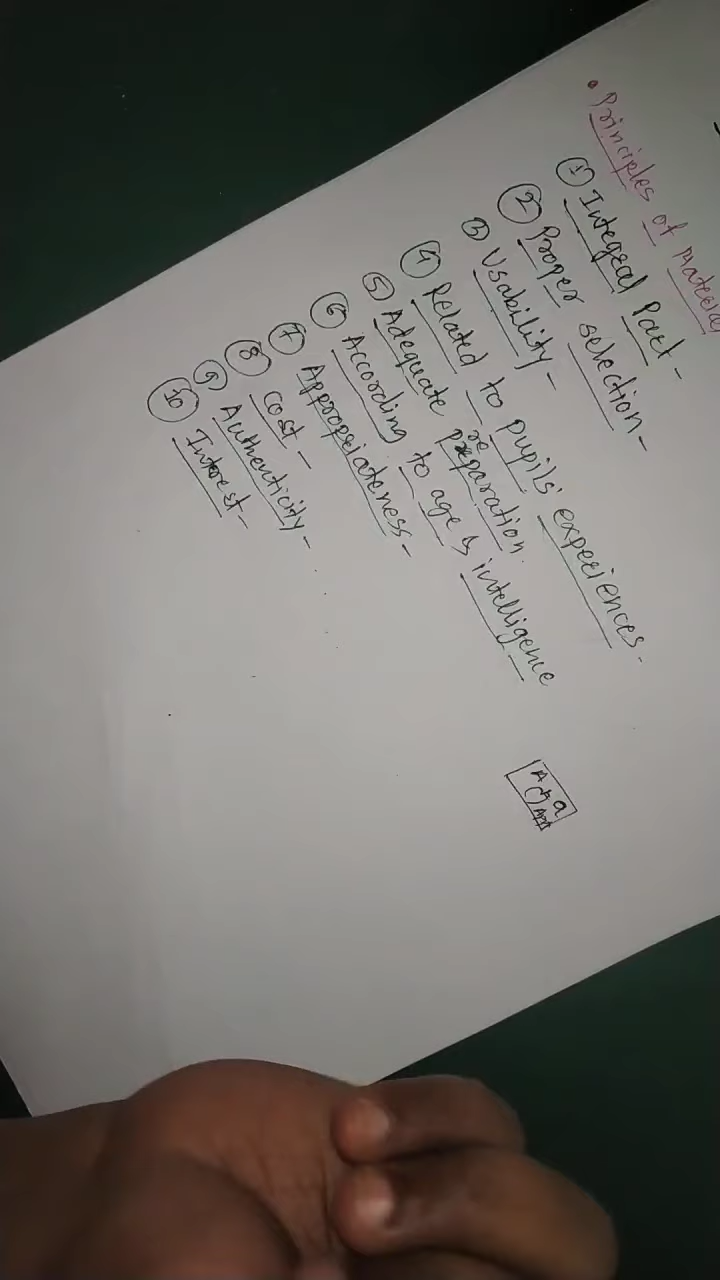 • Principles of Material
① Integral Part -
② Proper selection -
③ Usability -
④ Related to pupils' experiences -
⑤ Adequate preparation.
⑥ According to age & intelligence
⑦ Appropriateness -
⑧ Cost -
⑨ Authenticity -
⑩ Interest -